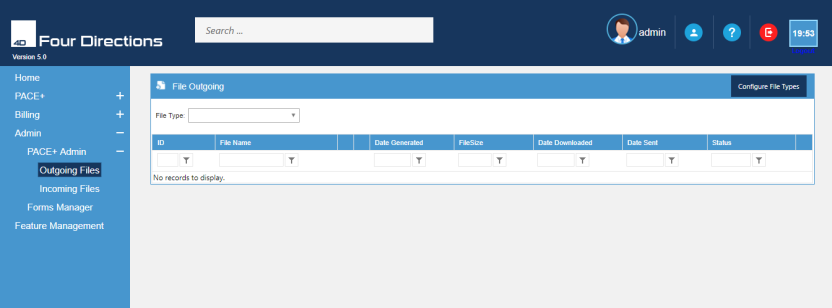 4D Four Directions
Version 5.0
Search ...
admin
?
19:53
Home
PACE+ +
Billing +
Admin −
PACE+ Admin −
Outgoing Files
Incoming Files
Forms Manager
Feature Management
File Outgoing
Configure File Types
File Type:
ID File Name Date Generated FileSize Date Downloaded Date Sent Status
No records to display.